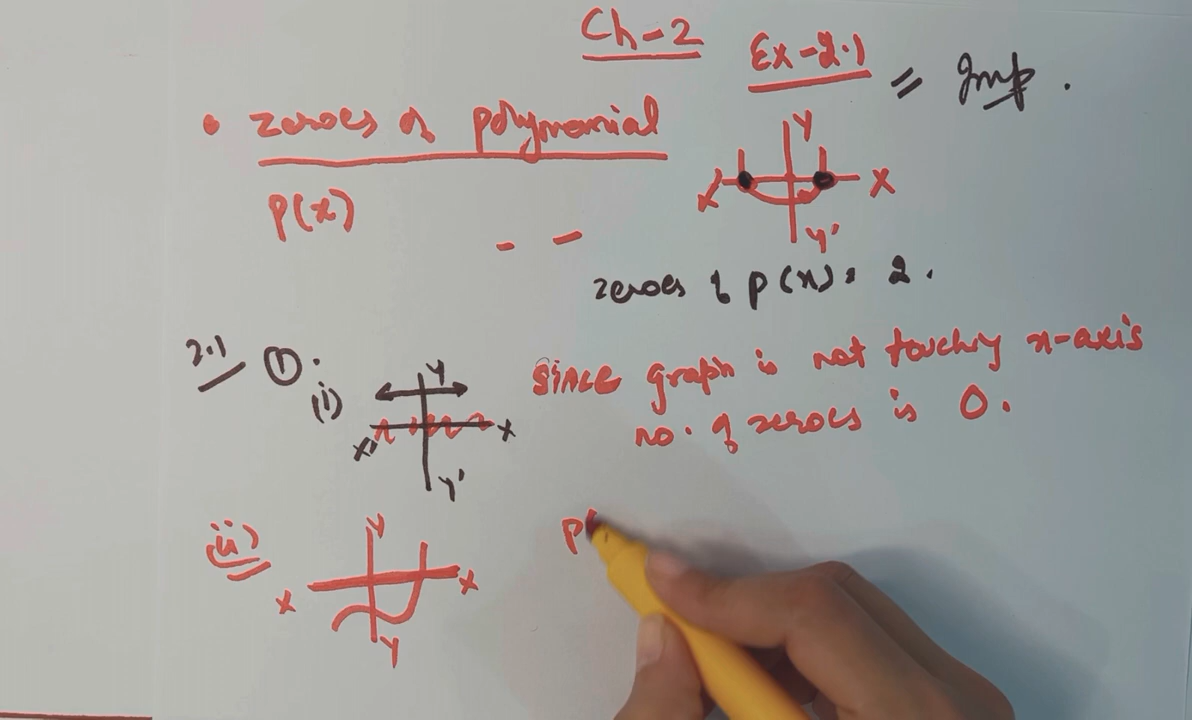 Ch-2
Ex-2.1 = Imp.
• zeroes of polynomial
P(x)
Y
X' X
Y'
zeroes of p(x) = 2.
2.1 ①.
(i)
Y
X' X
Y'
Since graph is not touching x-axis
no. of zeroes is 0.
(ii)
Y
X X
Y
P(